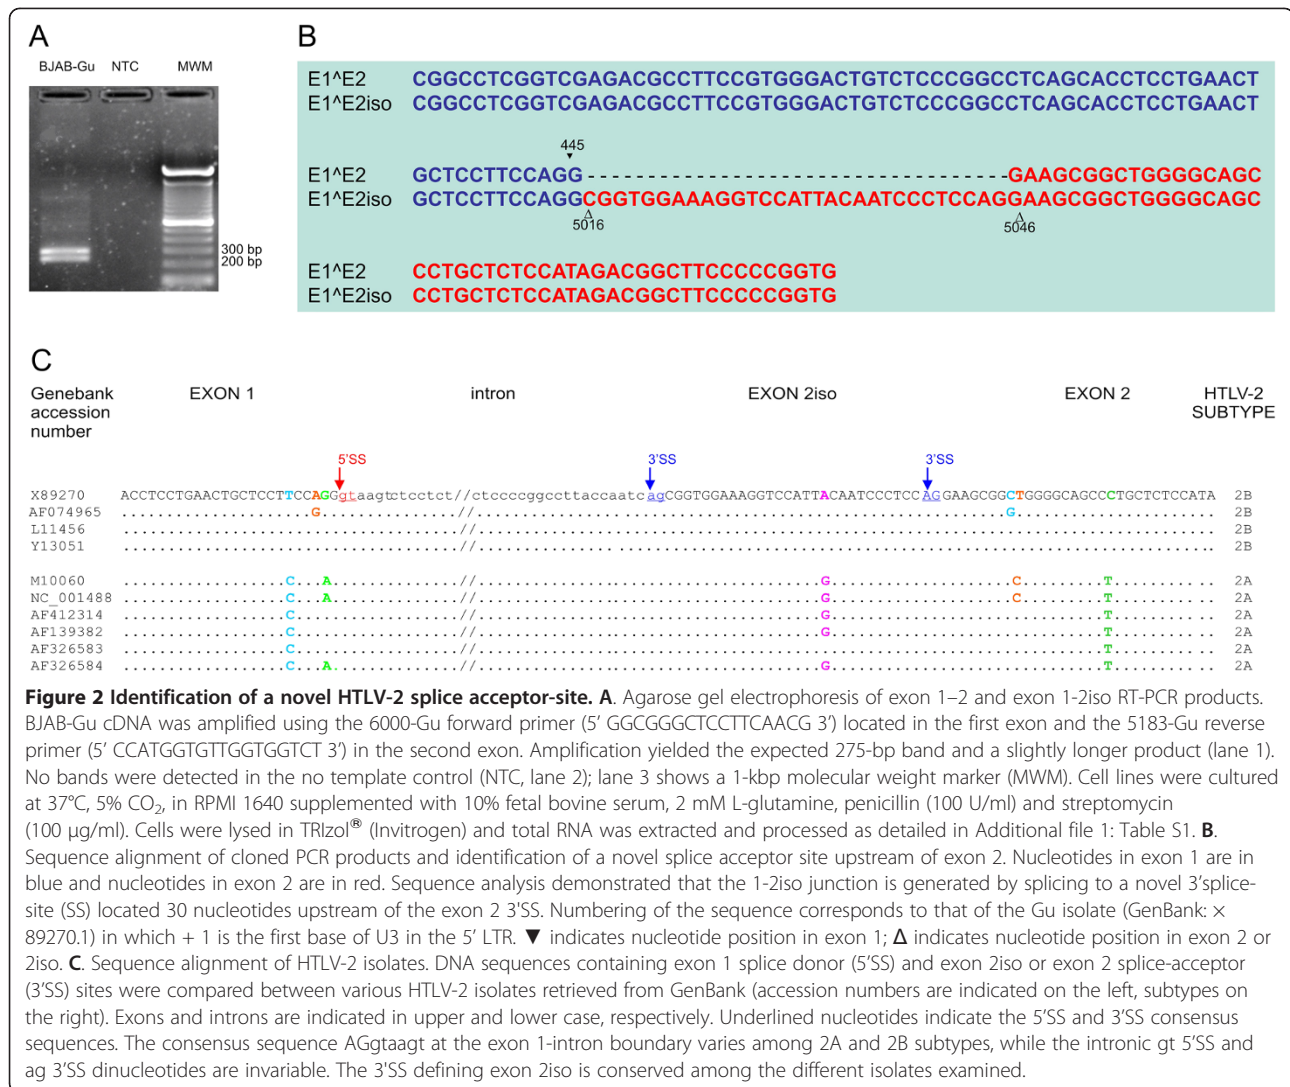 A
BJAB-Gu NTC MWM
300 bp
200 bp
B
E1^E2 CGGCCTCGGTCGAGACGCCTTCCGTGGGACTGTCTCCCGGCCTCAGCACCTCCTGAACT
E1^E2iso CGGCCTCGGTCGAGACGCCTTCCGTGGGACTGTCTCCCGGCCTCAGCACCTCCTGAACT
445
▼
E1^E2 GCTCCTTCCAGG-----------------------------------GAAGCGGCTGGGGCAGC
E1^E2iso GCTCCTTCCAGGCGGTGGAAAGGTCCATTACAATCCCTCCAGGAAGCGGCTGGGGCAGC
Δ Δ
5016 5046
E1^E2 CCTGCTCTCCATAGACGGCTTCCCCCGGTG
E1^E2iso CCTGCTCTCCATAGACGGCTTCCCCCGGTG
C
Genebank accession number EXON 1 intron EXON 2iso EXON 2 HTLV-2 SUBTYPE
5'SS 3'SS 3'SS
X89270 ACCTCCTGAACTGCTCCTTCCAGGgtaagtctcctct//ctccccggccttaccaatcagCGGTGGAAAGGTCCATTACAATCCCTCCAGGAAGCGGCTGGGGCAGCCCTGCTCTCCATA 2B
AF074965 G // G 2B
L11456 // 2B
Y13051 // 2B
M10060 C A // G C T 2A
NC_001488 C A // G C T 2A
AF412314 C // G T 2A
AF139382 C // G T 2A
AF326583 C // T 2A
AF326584 C A // G T 2A
Figure 2 Identification of a novel HTLV-2 splice acceptor-site. A. Agarose gel electrophoresis of exon 1–2 and exon 1-2iso RT-PCR products.
BJAB-Gu cDNA was amplified using the 6000-Gu forward primer (5' GGCGGGCTCCTTCAACG 3') located in the first exon and the 5183-Gu reverse
primer (5' CCATGGTGTTGGTGGTCT 3') in the second exon. Amplification yielded the expected 275-bp band and a slightly longer product (lane 1).
No bands were detected in the no template control (NTC, lane 2); lane 3 shows a 1-kbp molecular weight marker (MWM). Cell lines were cultured
at 37°C, 5% CO₂, in RPMI 1640 supplemented with 10% fetal bovine serum, 2 mM L-glutamine, penicillin (100 U/ml) and streptomycin
(100 μg/ml). Cells were lysed in TRIzol® (Invitrogen) and total RNA was extracted and processed as detailed in Additional file 1: Table S1. B.
Sequence alignment of cloned PCR products and identification of a novel splice acceptor site upstream of exon 2. Nucleotides in exon 1 are in
blue and nucleotides in exon 2 are in red. Sequence analysis demonstrated that the 1-2iso junction is generated by splicing to a novel 3'splice-
site (SS) located 30 nucleotides upstream of the exon 2 3'SS. Numbering of the sequence corresponds to that of the Gu isolate (GenBank: ×
89270.1) in which + 1 is the first base of U3 in the 5' LTR. ▼ indicates nucleotide position in exon 1; Δ indicates nucleotide position in exon 2 or
2iso. C. Sequence alignment of HTLV-2 isolates. DNA sequences containing exon 1 splice donor (5'SS) and exon 2iso or exon 2 splice-acceptor
(3'SS) sites were compared between various HTLV-2 isolates retrieved from GenBank (accession numbers are indicated on the left, subtypes on
the right). Exons and introns are indicated in upper and lower case, respectively. Underlined nucleotides indicate the 5'SS and 3'SS consensus
sequences. The consensus sequence AGgtaagt at the exon 1-intron boundary varies among 2A and 2B subtypes, while the intronic gt 5'SS and
ag 3'SS dinucleotides are invariable. The 3'SS defining exon 2iso is conserved among the different isolates examined.